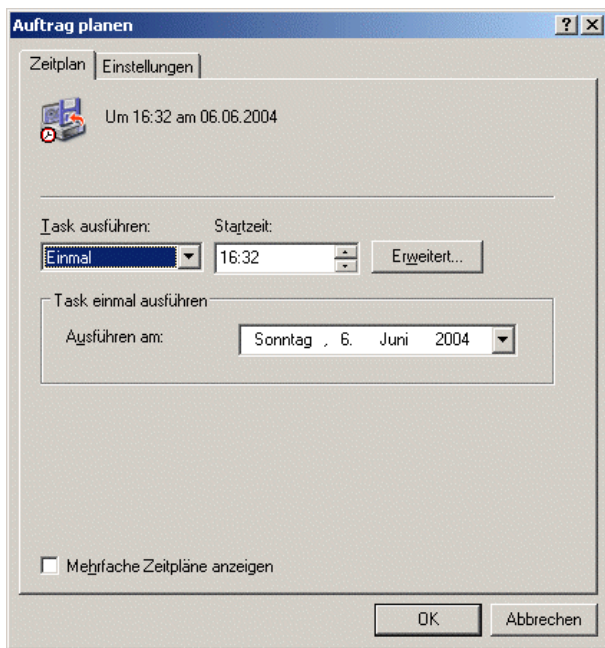 Auftrag planen
Zeitplan
Einstellungen
Um 16:32 am 06.06.2004
Task ausführen:
Startzeit:
Einmal
16:32
Erweitert...
Task einmal ausführen
Ausführen am:
Sonntag , 6. Juni 2004
Mehrfache Zeitpläne anzeigen
OK
Abbrechen